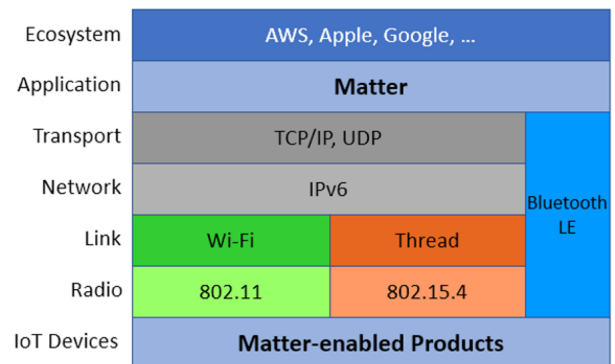 Ecosystem AWS, Apple, Google, ...
Application Matter
Transport TCP/IP, UDP
Network IPv6
Bluetooth
LE
Link Wi-Fi Thread
Radio 802.11 802.15.4
IoT Devices Matter-enabled Products